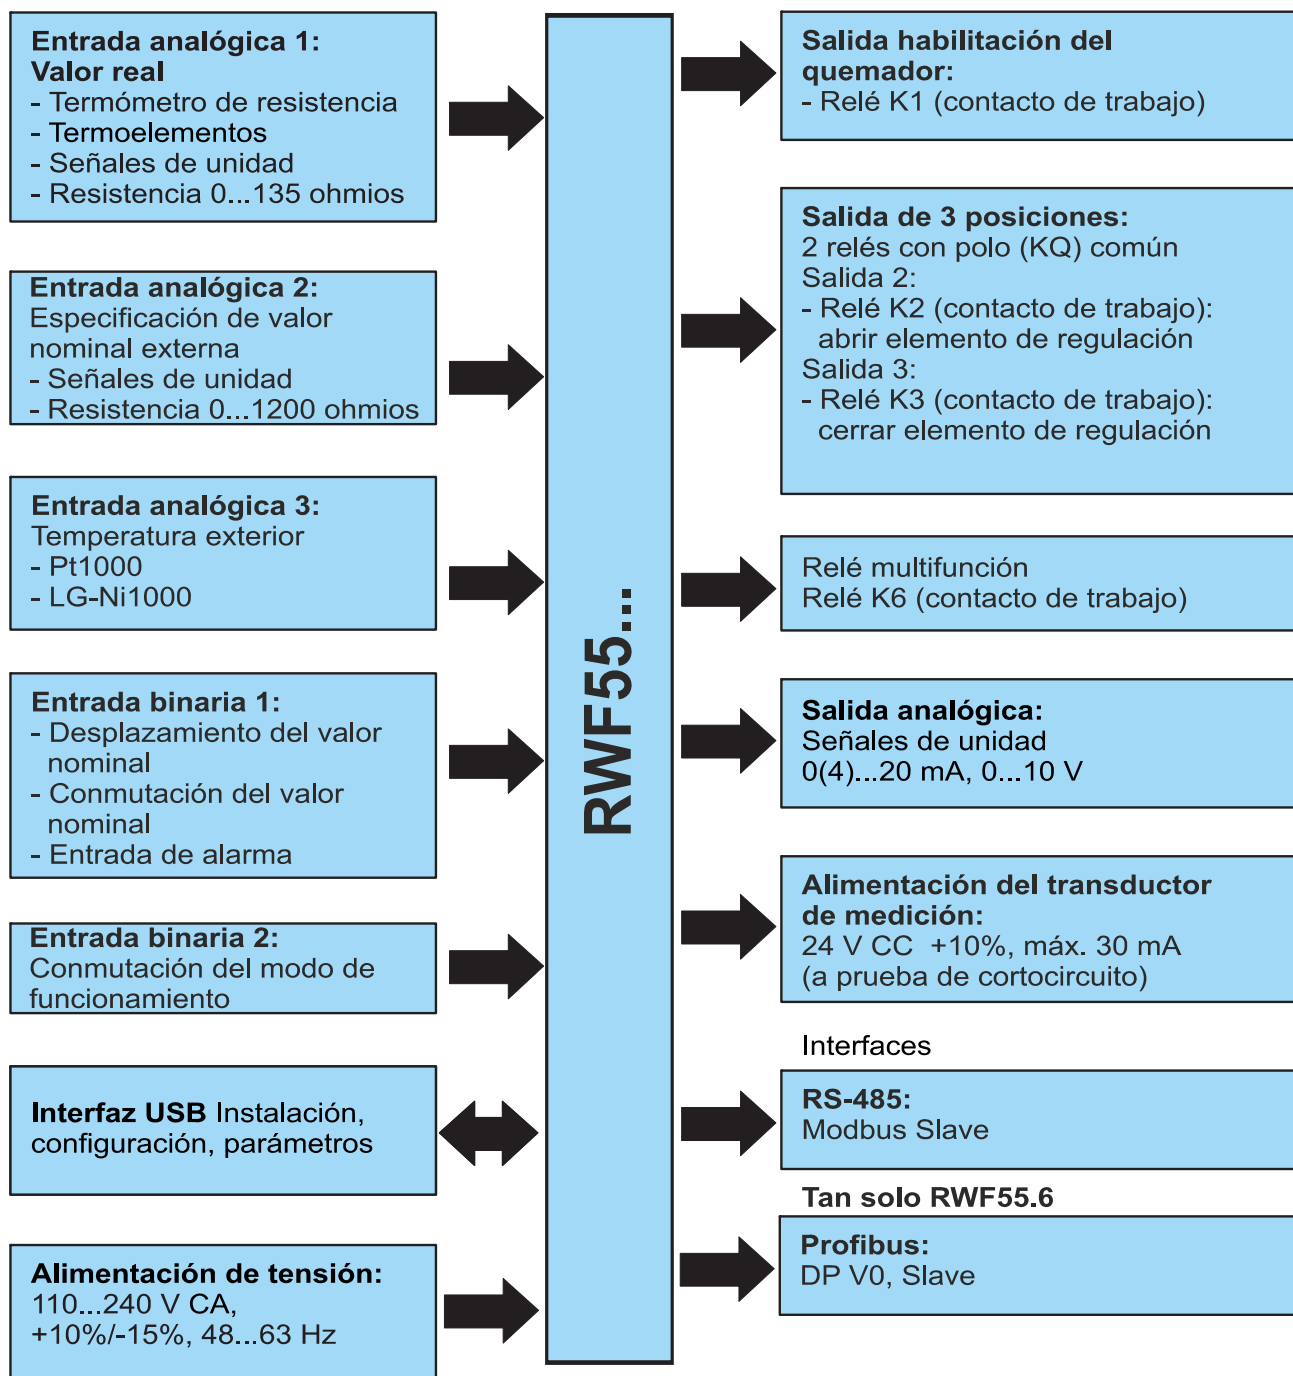 Entrada analógica 1:
Valor real
- Termómetro de resistencia
- Termoelementos
- Señales de unidad
- Resistencia 0...135 ohmios
Entrada analógica 2:
Especificación de valor
nominal externa
- Señales de unidad
- Resistencia 0...1200 ohmios
Entrada analógica 3:
Temperatura exterior
- Pt1000
- LG-Ni1000
Entrada binaria 1:
- Desplazamiento del valor
nominal
- Conmutación del valor
nominal
- Entrada de alarma
Entrada binaria 2:
Conmutación del modo de
funcionamiento
Interfaz USB Instalación,
configuración, parámetros
Alimentación de tensión:
110...240 V CA,
+10%/-15%, 48...63 Hz
RWF55...
Salida habilitación del
quemador:
- Relé K1 (contacto de trabajo)
Salida de 3 posiciones:
2 relés con polo (KQ) común
Salida 2:
- Relé K2 (contacto de trabajo):
abrir elemento de regulación
Salida 3:
- Relé K3 (contacto de trabajo):
cerrar elemento de regulación
Relé multifunción
Relé K6 (contacto de trabajo)
Salida analógica:
Señales de unidad
0(4)...20 mA, 0...10 V
Alimentación del transductor
de medición:
24 V CC +10%, máx. 30 mA
(a prueba de cortocircuito)
Interfaces
RS-485:
Modbus Slave
Tan solo RWF55.6
Profibus:
DP V0, Slave